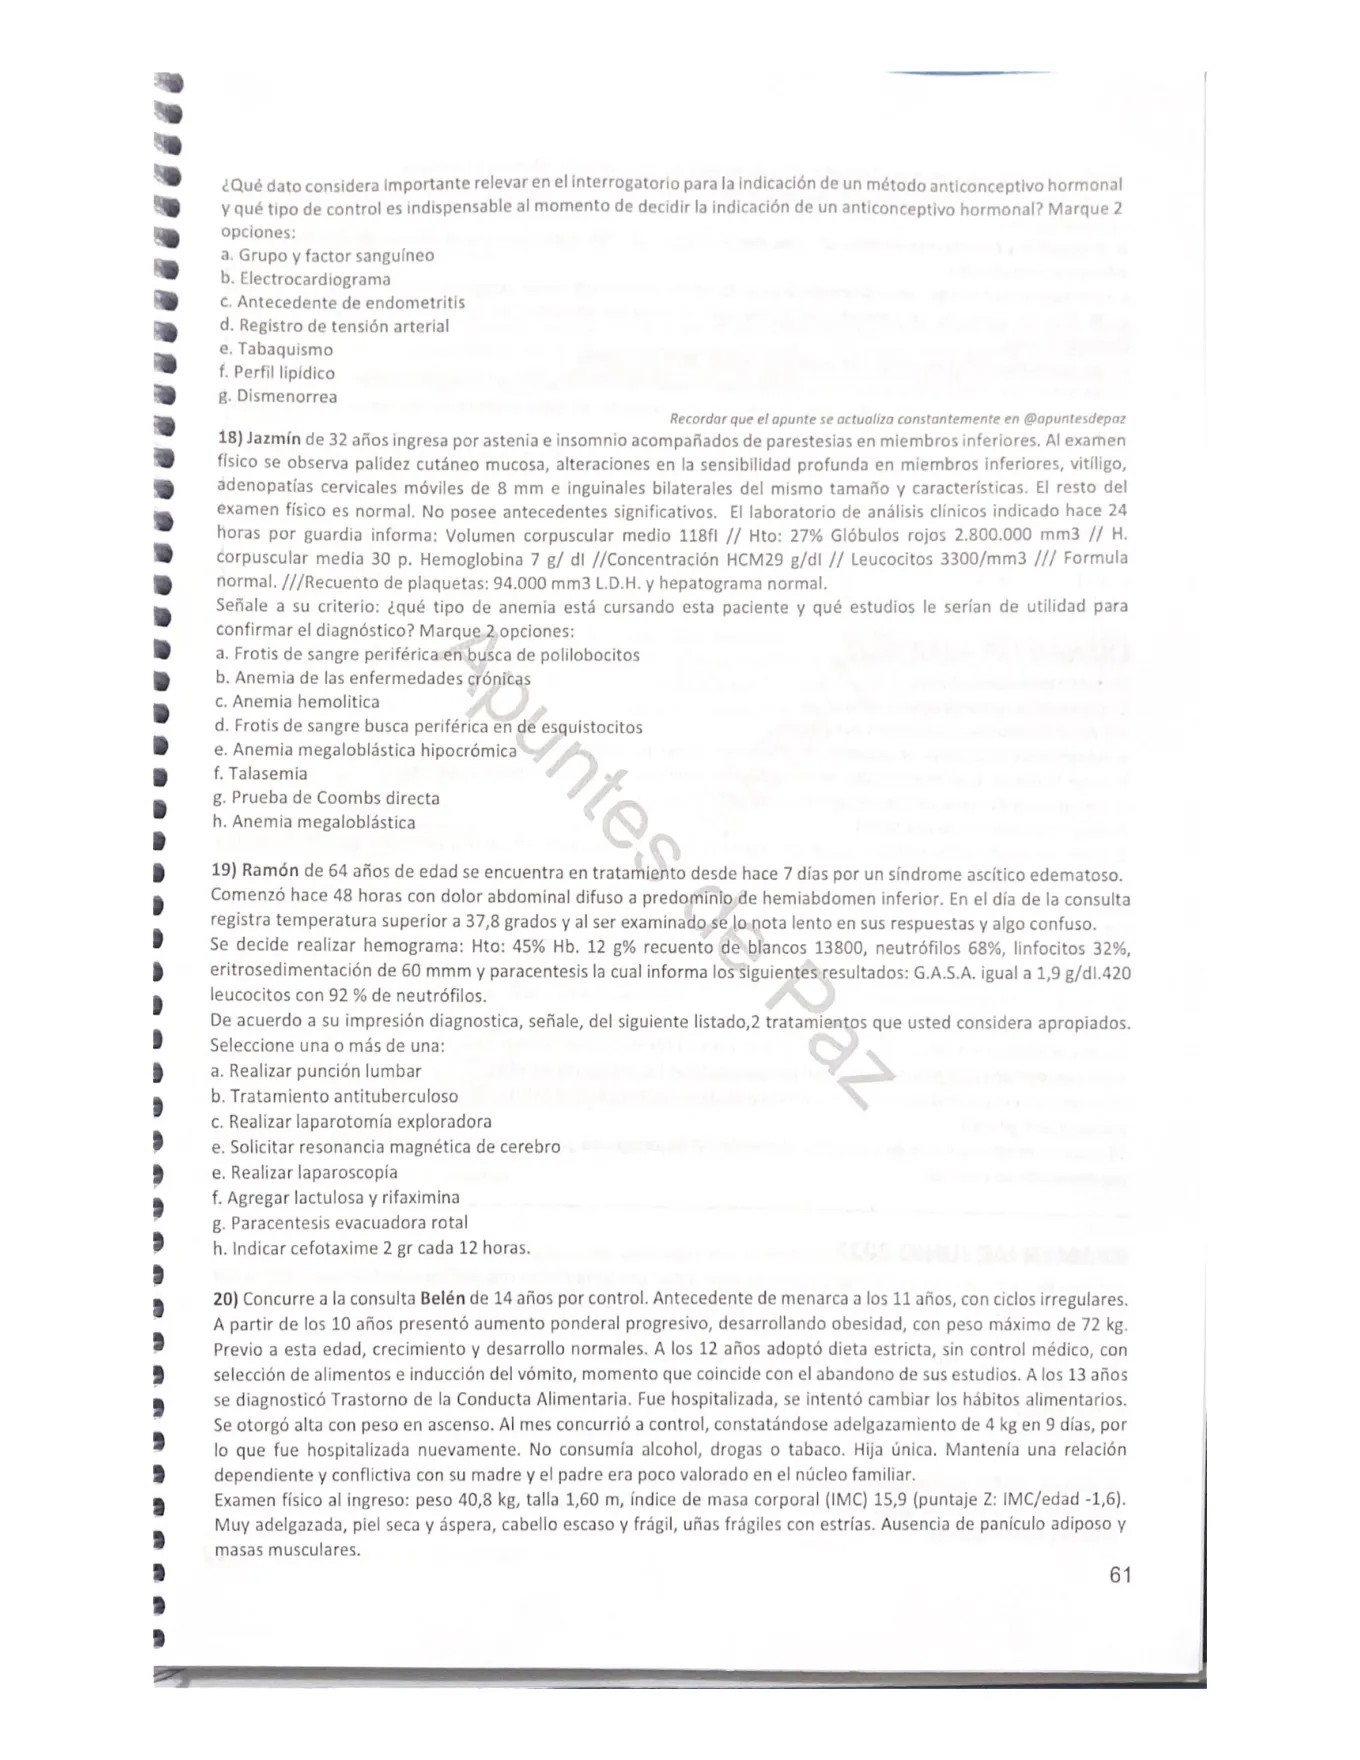 ¿Qué dato considera importante relevar en el interrogatorio para la indicación de un método anticonceptivo hormonal
y qué tipo de control es indispensable al momento de decidir la indicación de un anticonceptivo hormonal? Marque 2
opciones:
a. Grupo y factor sanguíneo
b. Electrocardiograma
c. Antecedente de endometritis
d. Registro de tensión arterial
e. Tabaquismo
f. Perfil lipídico
g. Dismenorrea
Recordar que el apunte se actualiza constantemente en @apuntesdepaz
18) Jazmín de 32 años ingresa por astenia e insomnio acompañados de parestesias en miembros inferiores. Al examen
físico se observa palidez cutáneo mucosa, alteraciones en la sensibilidad profunda en miembros inferiores, vitíligo,
adenopatías cervicales móviles de 8 mm e inguinales bilaterales del mismo tamaño y características. El resto del
examen físico es normal. No posee antecedentes significativos. El laboratorio de análisis clínicos indicado hace 24
horas por guardia informa: Volumen corpuscular medio 118fl // Hto: 27% Glóbulos rojos 2.800.000 mm3 // H.
corpuscular media 30 p. Hemoglobina 7 g/ dl //Concentración HCM29 g/dl // Leucocitos 3300/mm3 /// Formula
normal. ///Recuento de plaquetas: 94.000 mm3 L.D.H. y hepatograma normal.
Señale a su criterio: ¿qué tipo de anemia está cursando esta paciente y qué estudios le serían de utilidad para
confirmar el diagnóstico? Marque 2 opciones:
a. Frotis de sangre periférica en busca de polilobocitos
b. Anemia de las enfermedades crónicas
c. Anemia hemolitica
d. Frotis de sangre busca periférica en de esquistocitos
e. Anemia megaloblástica hipocrómica
f. Talasemia
g. Prueba de Coombs directa
h. Anemia megaloblástica
19) Ramón de 64 años de edad se encuentra en tratamiento desde hace 7 días por un síndrome ascítico edematoso.
Comenzó hace 48 horas con dolor abdominal difuso a predominio de hemiabdomen inferior. En el día de la consulta
registra temperatura superior a 37,8 grados y al ser examinado se lo nota lento en sus respuestas y algo confuso.
Se decide realizar hemograma: Hto: 45% Hb. 12 g% recuento de blancos 13800, neutrófilos 68%, linfocitos 32%,
eritrosedimentación de 60 mmm y paracentesis la cual informa los siguientes resultados: G.A.S.A. igual a 1,9 g/dl.420
leucocitos con 92 % de neutrófilos.
De acuerdo a su impresión diagnostica, señale, del siguiente listado,2 tratamientos que usted considera apropiados.
Seleccione una o más de una:
a. Realizar punción lumbar
b. Tratamiento antituberculoso
c. Realizar laparotomía exploradora
e. Solicitar resonancia magnética de cerebro
e. Realizar laparoscopía
f. Agregar lactulosa y rifaximina
g. Paracentesis evacuadora rotal
h. Indicar cefotaxime 2 gr cada 12 horas.
20) Concurre a la consulta Belén de 14 años por control. Antecedente de menarca a los 11 años, con ciclos irregulares.
A partir de los 10 años presentó aumento ponderal progresivo, desarrollando obesidad, con peso máximo de 72 kg.
Previo a esta edad, crecimiento y desarrollo normales. A los 12 años adoptó dieta estricta, sin control médico, con
selección de alimentos e inducción del vómito, momento que coincide con el abandono de sus estudios. A los 13 años
se diagnosticó Trastorno de la Conducta Alimentaria. Fue hospitalizada, se intentó cambiar los hábitos alimentarios.
Se otorgó alta con peso en ascenso. Al mes concurrió a control, constatándose adelgazamiento de 4 kg en 9 días, por
lo que fue hospitalizada nuevamente. No consumía alcohol, drogas o tabaco. Hija única. Mantenía una relación
dependiente y conflictiva con su madre y el padre era poco valorado en el núcleo familiar.
Examen físico al ingreso: peso 40,8 kg, talla 1,60 m, índice de masa corporal (IMC) 15,9 (puntaje Z: IMC/edad -1,6).
Muy adelgazada, piel seca y áspera, cabello escaso y frágil, uñas frágiles con estrías. Ausencia de panículo adiposo y
masas musculares.
61
Apuntes de Paz